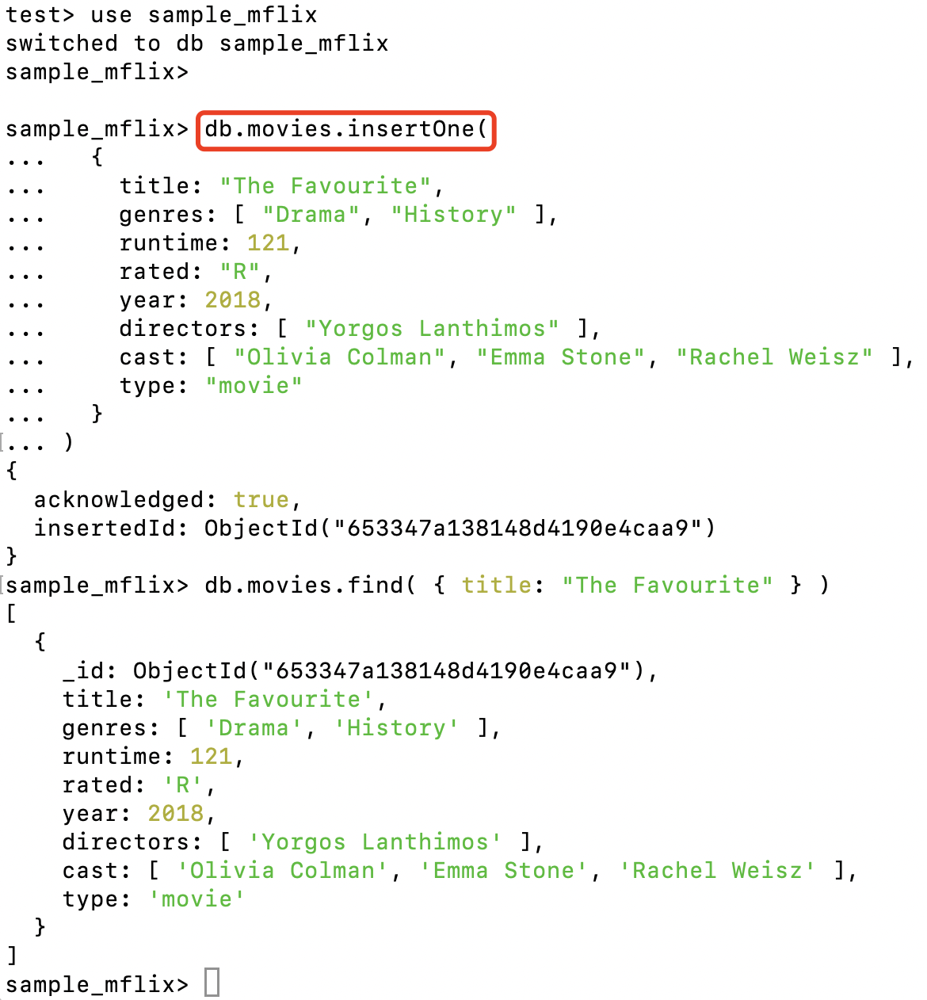 test> use sample_mflix
switched to db sample_mflix
sample_mflix>
sample_mflix> db.movies.insertOne(
...   {
...     title: "The Favourite",
...     genres: [ "Drama", "History" ],
...     runtime: 121,
...     rated: "R",
...     year: 2018,
...     directors: [ "Yorgos Lanthimos" ],
...     cast: [ "Olivia Colman", "Emma Stone", "Rachel Weisz" ],
...     type: "movie"
...   }
... )
{
  acknowledged: true,
  insertedId: ObjectId("653347a138148d4190e4caa9")
}
sample_mflix> db.movies.find( { title: "The Favourite" } )
[
  {
    _id: ObjectId("653347a138148d4190e4caa9"),
    title: 'The Favourite',
    genres: [ 'Drama', 'History' ],
    runtime: 121,
    rated: 'R',
    year: 2018,
    directors: [ 'Yorgos Lanthimos' ],
    cast: [ 'Olivia Colman', 'Emma Stone', 'Rachel Weisz' ],
    type: 'movie'
  }
]
sample_mflix>